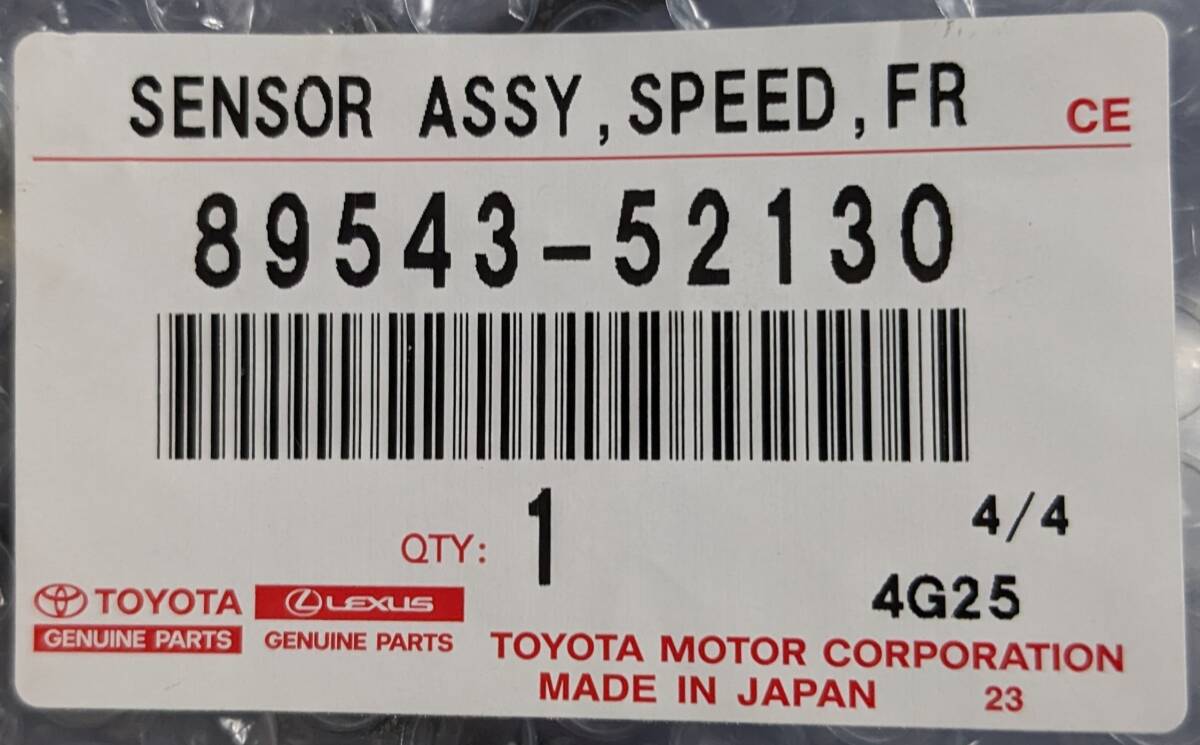 SENSOR ASSY,SPEED,FR CE
89543-52130
QTY: 1
4/4
4G25
TOYOTA LEXUS
GENUINE PARTS GENUINE PARTS
TOYOTA MOTOR CORPORATION
MADE IN JAPAN 23